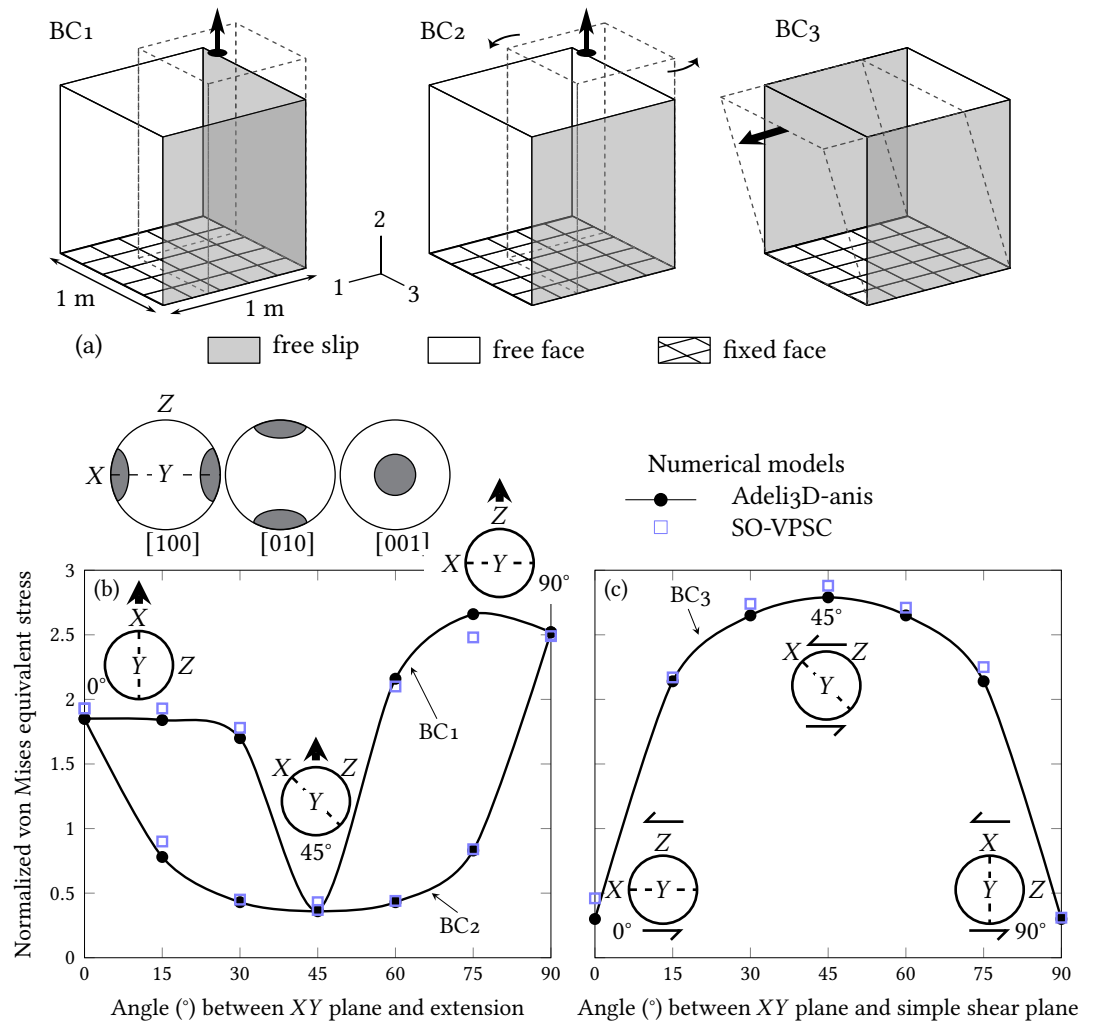 BC1
BC2
BC3
2
1
3
1 m
1 m
(a)
free slip
free face
fixed face
Z
X
Y
[100]
[010]
[001]
Numerical models
Adeli3D-anis
SO-VPSC
Z
X
Y
90°
(b)
X
Y
Z
0°
X
Z
Y
45°
BC1
BC2
3
2.5
2
1.5
1
0.5
0
Normalized von Mises equivalent stress
0
15
30
45
60
75
90
Angle (°) between XY plane and extension
(c)
BC3
45°
X
Z
Y
Z
X
Y
0°
X
Y
Z
90°
0
15
30
45
60
75
90
Angle (°) between XY plane and simple shear plane